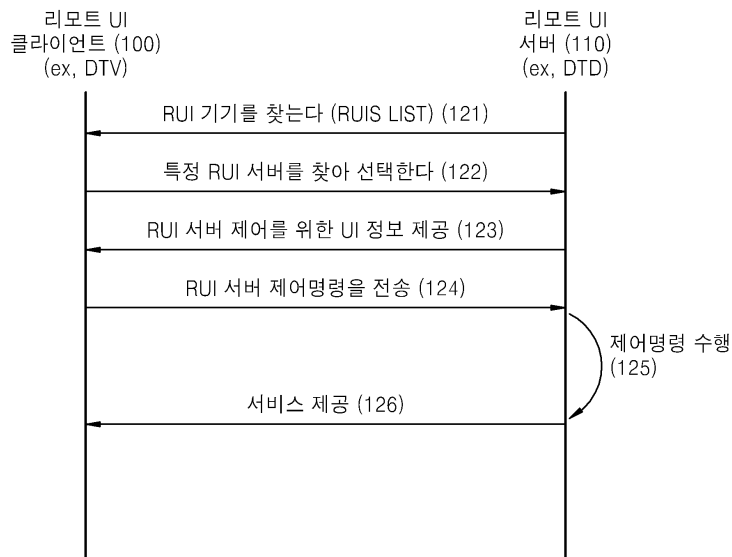 리모트 UI
클라이언트 (100)
(ex, DTV)
리모트 UI
서버 (110)
(ex, DTD)
RUI 기기를 찾는다 (RUIS LIST) (121)
특정 RUI 서버를 찾아 선택한다 (122)
RUI 서버 제어를 위한 UI 정보 제공 (123)
RUI 서버 제어명령을 전송 (124)
제어명령 수행
(125)
서비스 제공 (126)